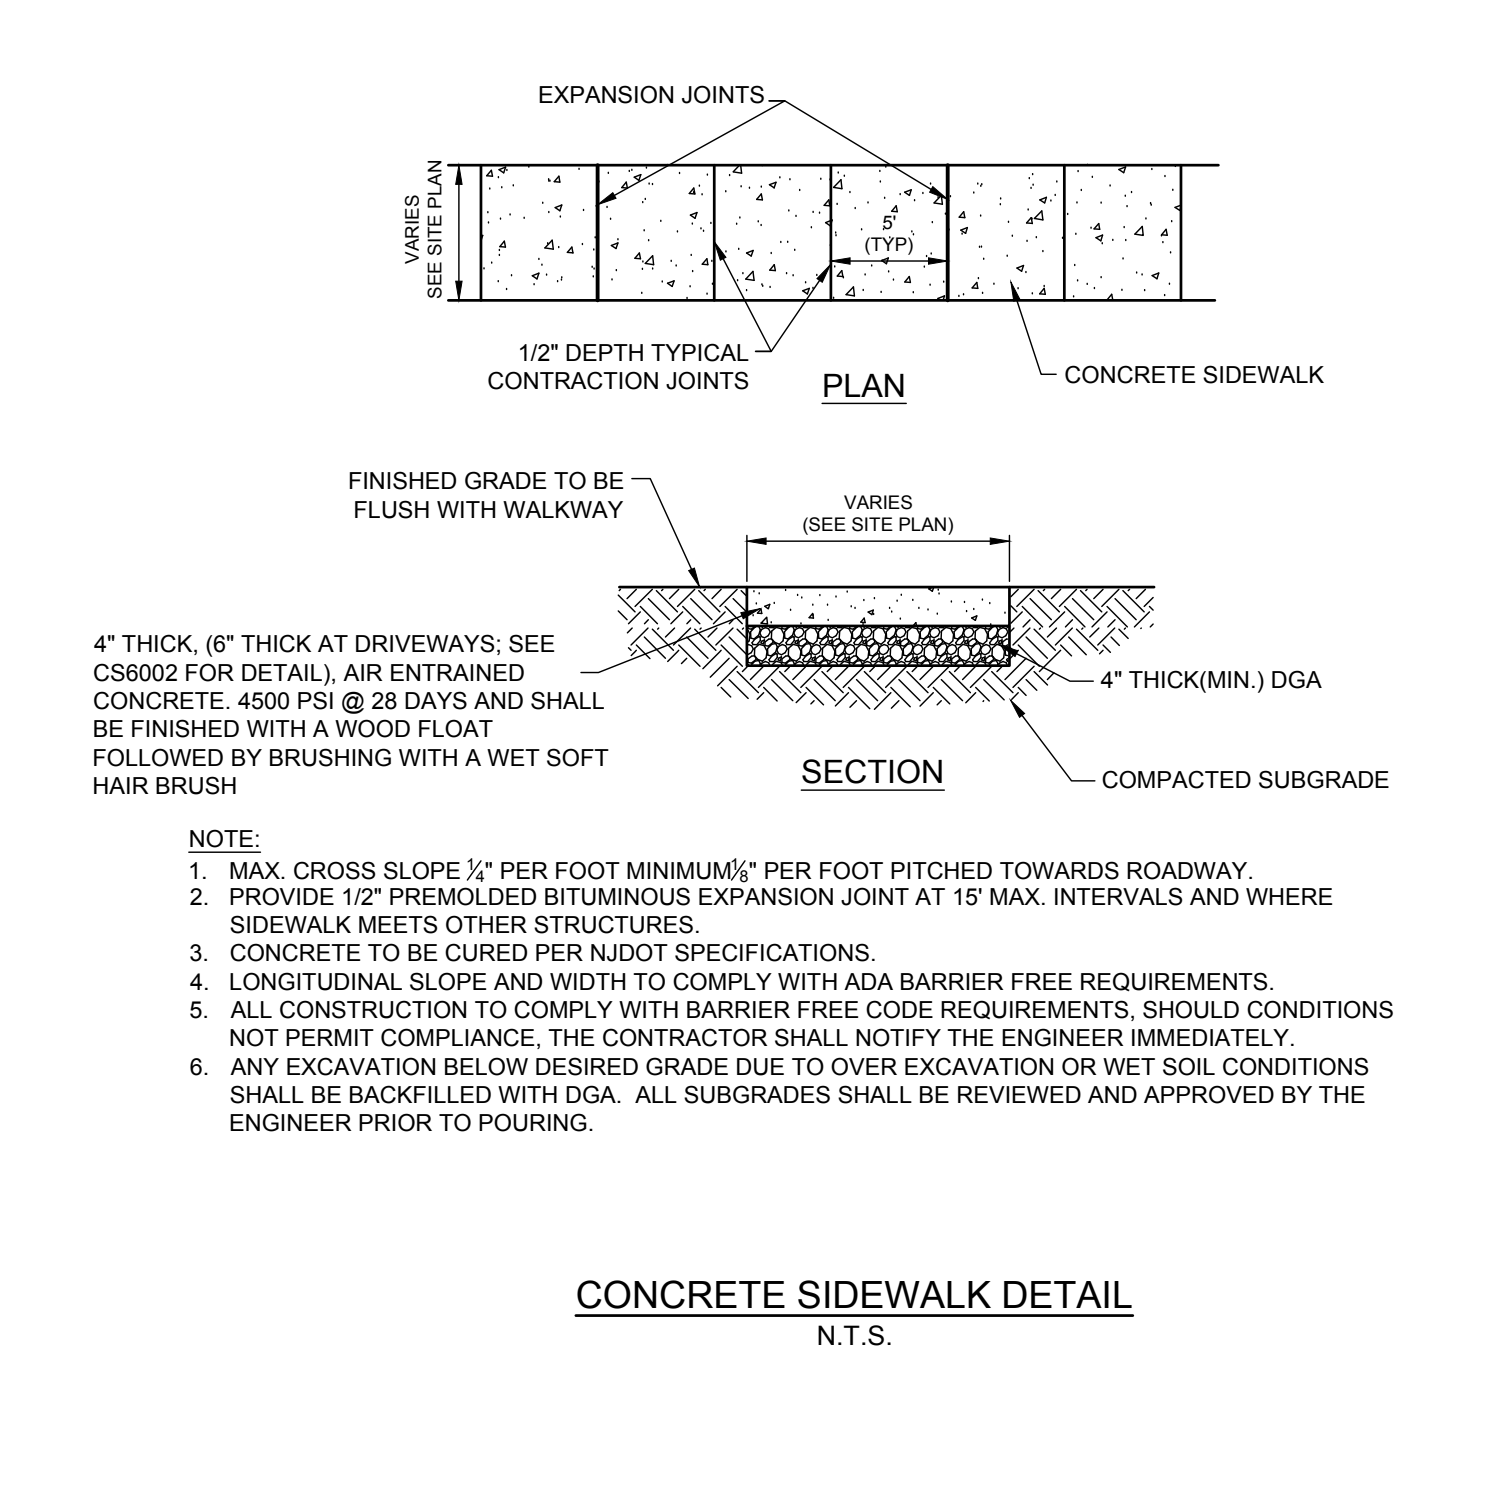 EXPANSION JOINTS
VARIES
SEE SITE PLAN
5'
(TYP)
1/2" DEPTH TYPICAL
CONTRACTION JOINTS
PLAN
CONCRETE SIDEWALK
FINISHED GRADE TO BE
FLUSH WITH WALKWAY
VARIES
(SEE SITE PLAN)
4" THICK, (6" THICK AT DRIVEWAYS; SEE
CS6002 FOR DETAIL), AIR ENTRAINED
CONCRETE. 4500 PSI @ 28 DAYS AND SHALL
BE FINISHED WITH A WOOD FLOAT
FOLLOWED BY BRUSHING WITH A WET SOFT
HAIR BRUSH
4" THICK(MIN.) DGA
SECTION
COMPACTED SUBGRADE
NOTE:
1. MAX. CROSS SLOPE 1/4" PER FOOT MINIMUM1/8" PER FOOT PITCHED TOWARDS ROADWAY.
2. PROVIDE 1/2" PREMOLDED BITUMINOUS EXPANSION JOINT AT 15' MAX. INTERVALS AND WHERE
SIDEWALK MEETS OTHER STRUCTURES.
3. CONCRETE TO BE CURED PER NJDOT SPECIFICATIONS.
4. LONGITUDINAL SLOPE AND WIDTH TO COMPLY WITH ADA BARRIER FREE REQUIREMENTS.
5. ALL CONSTRUCTION TO COMPLY WITH BARRIER FREE CODE REQUIREMENTS, SHOULD CONDITIONS
NOT PERMIT COMPLIANCE, THE CONTRACTOR SHALL NOTIFY THE ENGINEER IMMEDIATELY.
6. ANY EXCAVATION BELOW DESIRED GRADE DUE TO OVER EXCAVATION OR WET SOIL CONDITIONS
SHALL BE BACKFILLED WITH DGA. ALL SUBGRADES SHALL BE REVIEWED AND APPROVED BY THE
ENGINEER PRIOR TO POURING.
CONCRETE SIDEWALK DETAIL
N.T.S.